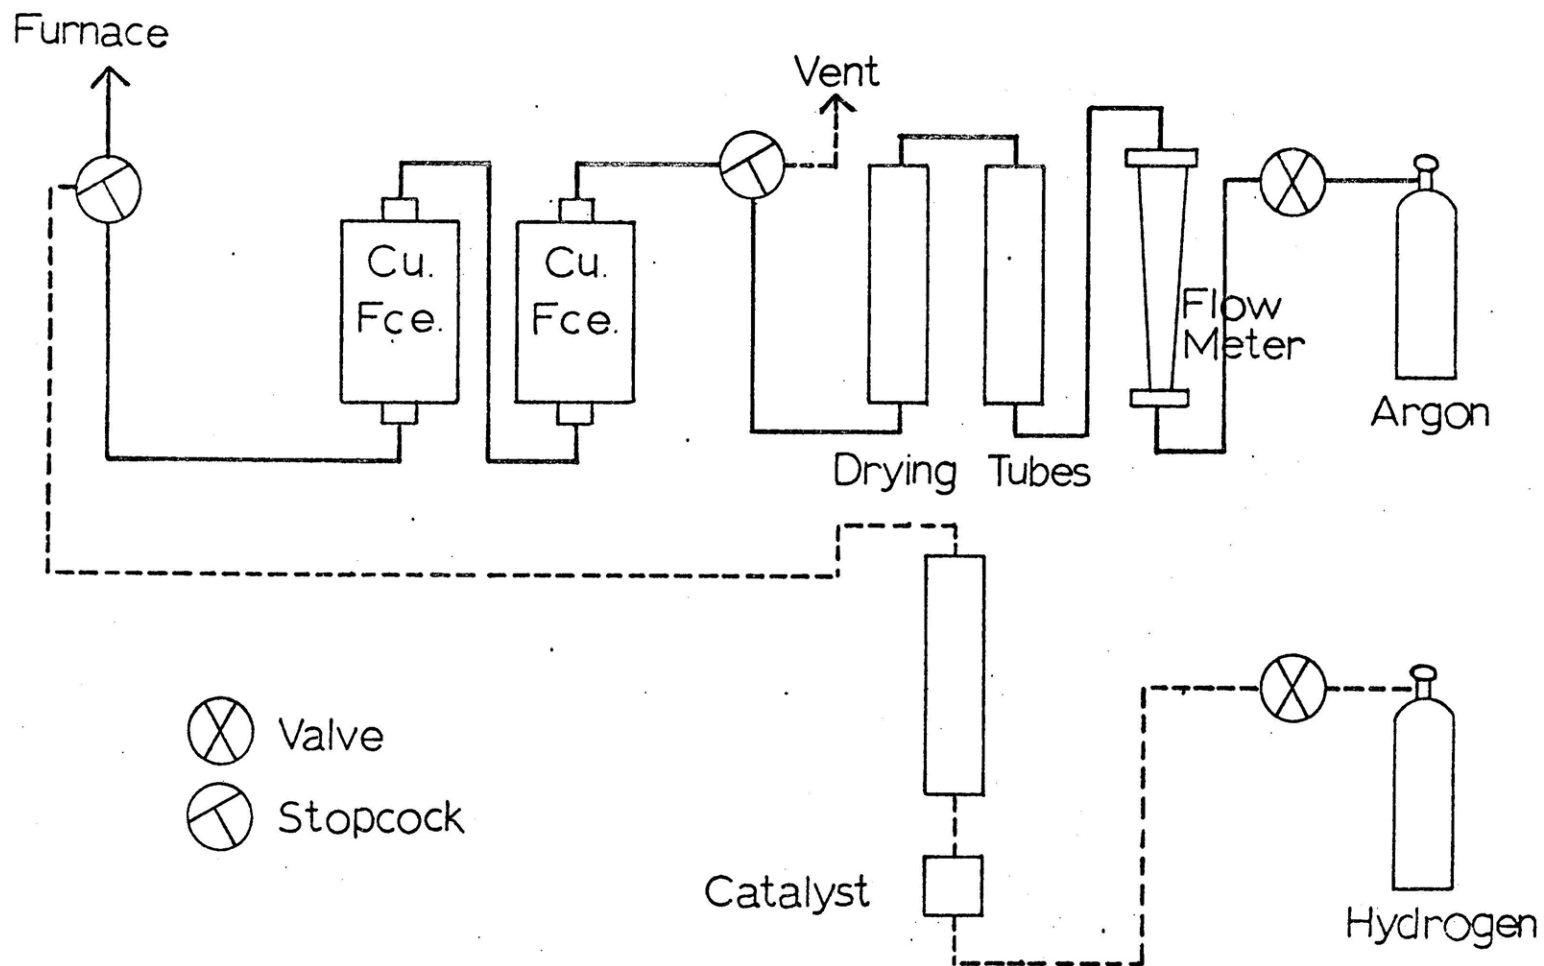 Furnace
Vent
Cu.
Fce.
Cu.
Fce.
Flow
Meter
Argon
Drying Tubes
Valve
Stopcock
Catalyst
Hydrogen